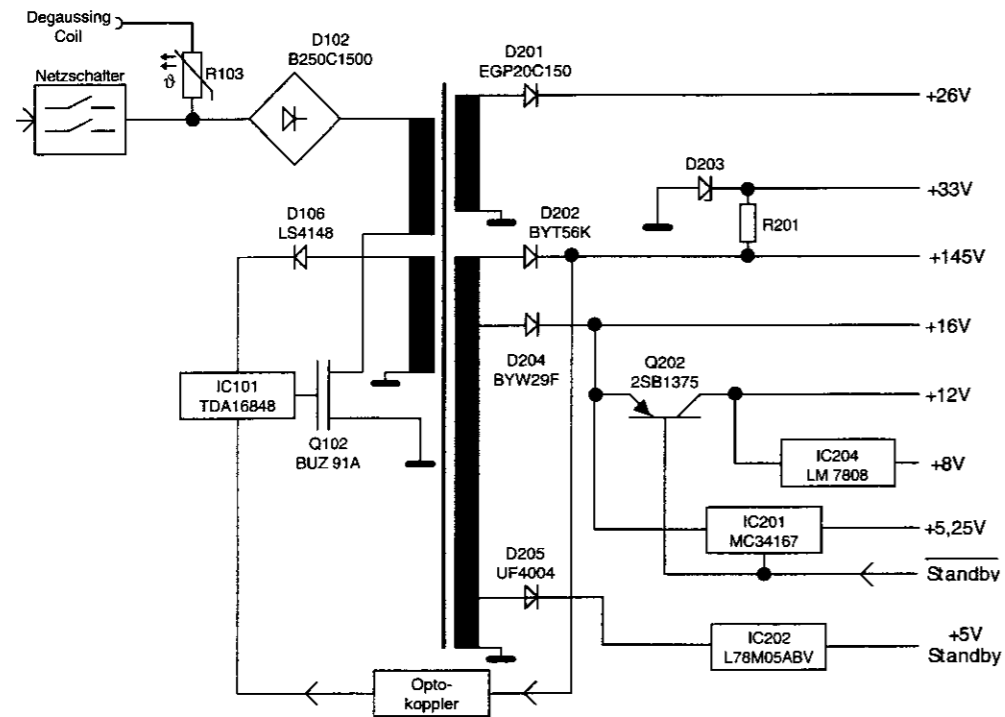 Degaussing
Coil
D102
B250C1500
D201
EGP20C150
+26V
ϑ
R103
Netzschalter
D203
+33V
D106
LS4148
D202
BYT56K
R201
+145V
+16V
D204
BYW29F
Q202
2SB1375
+12V
IC101
TDA16848
IC204
LM 7808
+8V
Q102
BUZ 91A
IC201
MC34167
+5,25V
D205
UF4004
Standby
IC202
L78M05ABV
+5V
Standby
Opto-
koppler